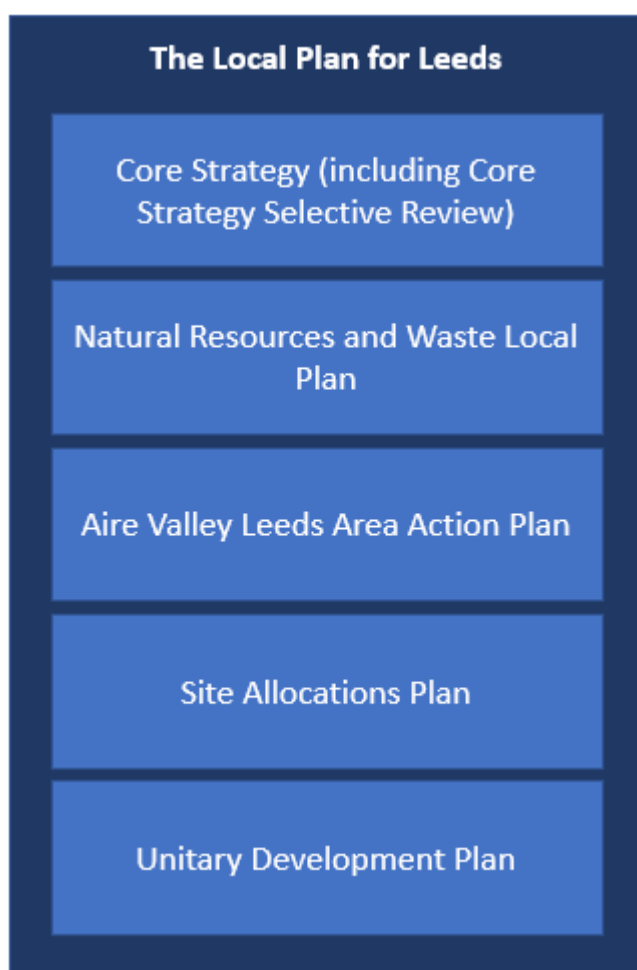 The Local Plan for Leeds
Core Strategy (including Core
Strategy Selective Review)
Natural Resources and Waste Local
Plan
Aire Valley Leeds Area Action Plan
Site Allocations Plan
Unitary Development Plan